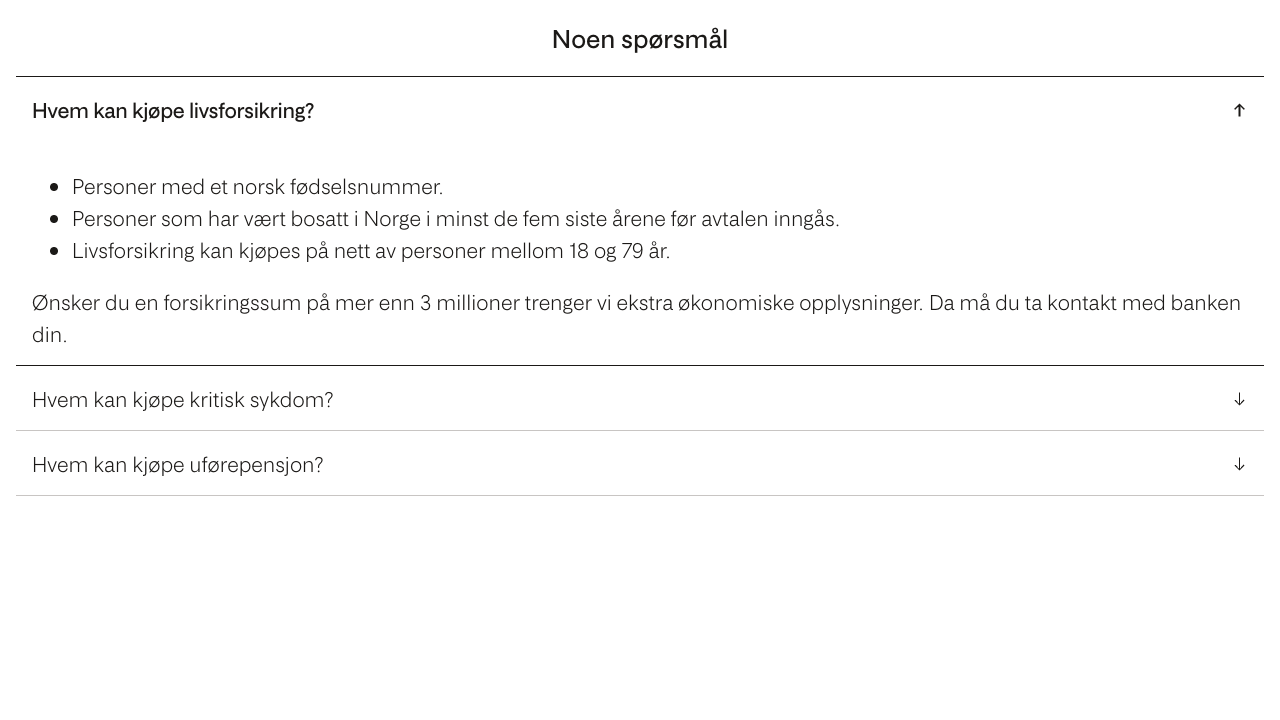 Noen spørsmål
Hvem kan kjøpe livsforsikring?
Personer med et norsk fødselsnummer.
Personer som har vært bosatt i Norge i minst de fem siste årene før avtalen inngås.
Livsforsikring kan kjøpes på nett av personer mellom 18 og 79 år.
Ønsker du en forsikringssum på mer enn 3 millioner trenger vi ekstra økonomiske opplysninger. Da må du ta kontakt med banken
din.
Hvem kan kjøpe kritisk sykdom?
Hvem kan kjøpe uførepensjon?